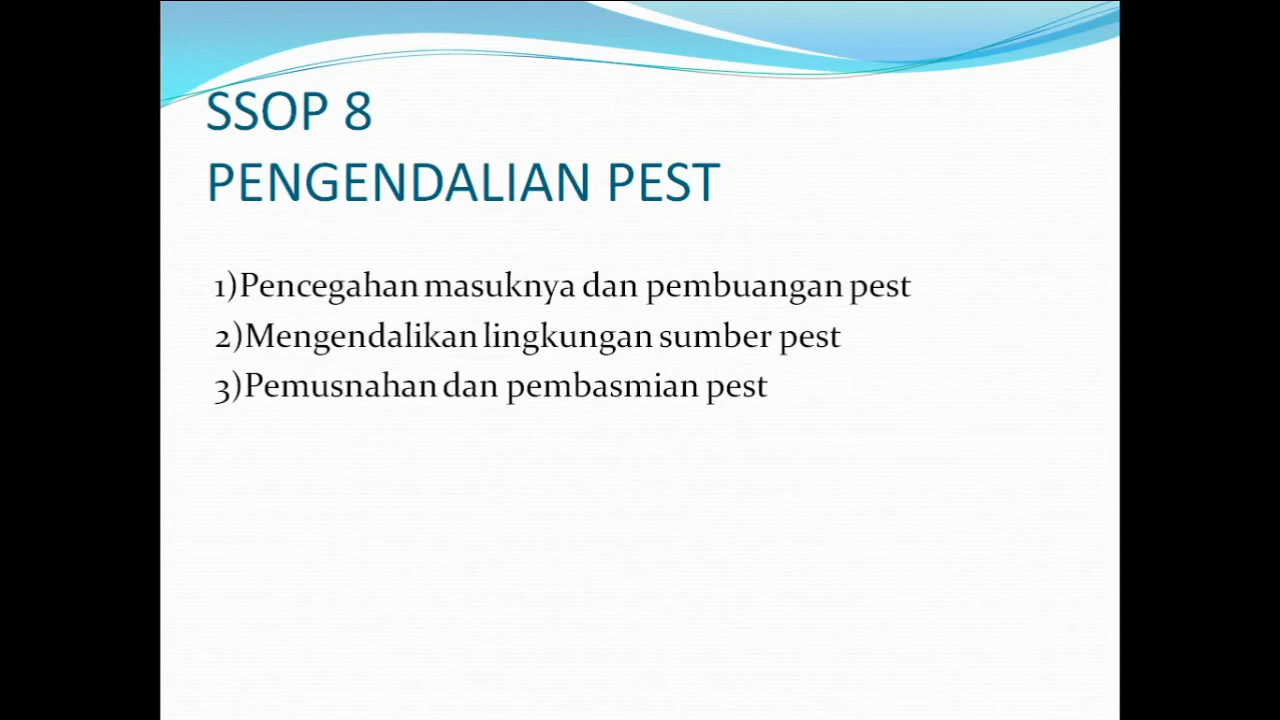 SSOP 8
PENGENDALIAN PEST
1)Pencegahan masuknya dan pembuangan pest
2)Mengendalikan lingkungan sumber pest
3)Pemusnahan dan pembasmian pest